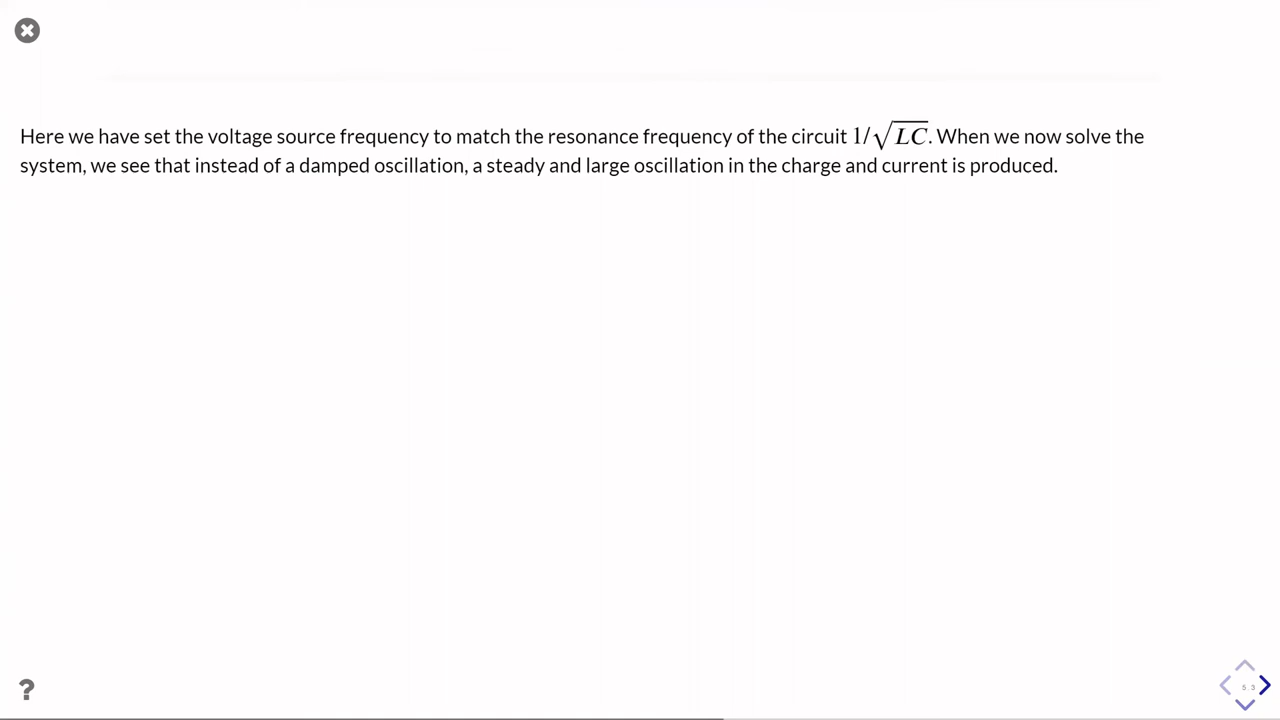 Here we have set the voltage source frequency to match the resonance frequency of the circuit 1/√LC. When we now solve the
system, we see that instead of a damped oscillation, a steady and large oscillation in the charge and current is produced.
?
5.3